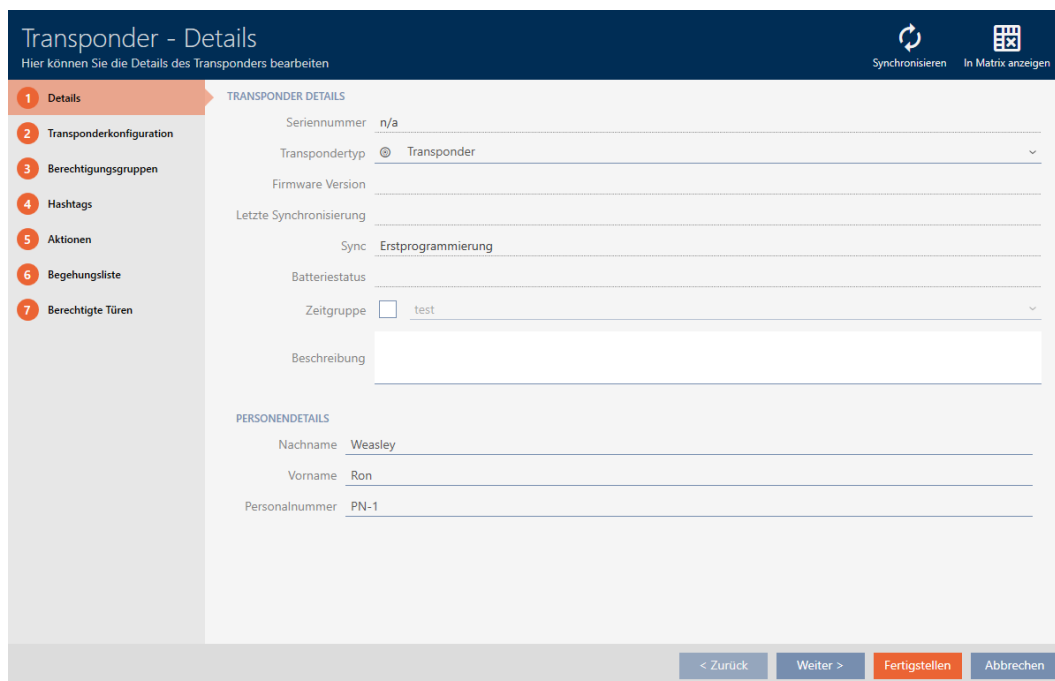 Transponder - Details
Hier können Sie die Details des Transponders bearbeiten
Synchronisieren
In Matrix anzeigen
1 Details
2 Transponderkonfiguration
3 Berechtigungsgruppen
4 Hashtags
5 Aktionen
6 Begehungsliste
7 Berechtigte Türen
TRANSPONDER DETAILS
Seriennummer n/a
Transpondertyp Transponder
Firmware Version
Letzte Synchronisierung
Sync Erstprogrammierung
Batteriestatus
Zeitgruppe test
Beschreibung
PERSONENDETAILS
Nachname Weasley
Vorname Ron
Personalnummer PN-1
< Zurück Weiter > Fertigstellen Abbrechen